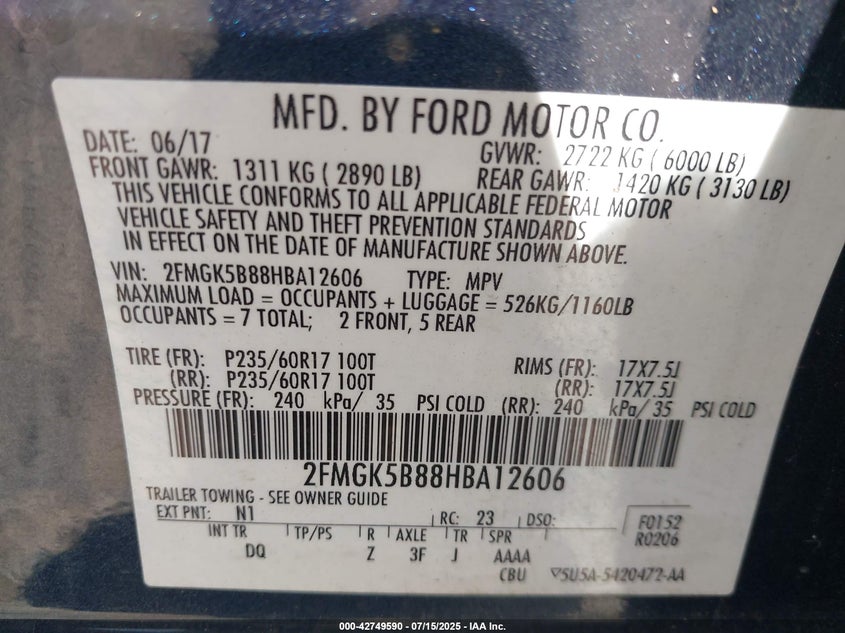 MFD. BY FORD MOTOR CO.
DATE: 06/17 GVWR: 2722 KG ( 6000 LB)
FRONT GAWR: 1311 KG ( 2890 LB) REAR GAWR: 1420 KG ( 3130 LB)
THIS VEHICLE CONFORMS TO ALL APPLICABLE FEDERAL MOTOR
VEHICLE SAFETY AND THEFT PREVENTION STANDARDS
IN EFFECT ON THE DATE OF MANUFACTURE SHOWN ABOVE.
VIN: 2FMGK5B88HBA12606 TYPE: MPV
MAXIMUM LOAD = OCCUPANTS + LUGGAGE = 526KG/1160LB
OCCUPANTS = 7 TOTAL; 2 FRONT, 5 REAR
TIRE (FR): P235/60R17 100T RIMS (FR): 17X7.5J
(RR): P235/60R17 100T (RR): 17X7.5J
PRESSURE (FR): 240 kPa/ 35 PSI COLD (RR): 240 kPa/ 35 PSI COLD
2FMGK5B88HBA12606
TRAILER TOWING - SEE OWNER GUIDE
EXT PNT: N1 RC: 23 DSO: F0152
R0206
INT TR TP/PS R AXLE TR SPR
DQ Z 3F J AAAA
CBU 5U5A-5420472-AA
000-42749590 - 07/15/2025 - IAA Inc.